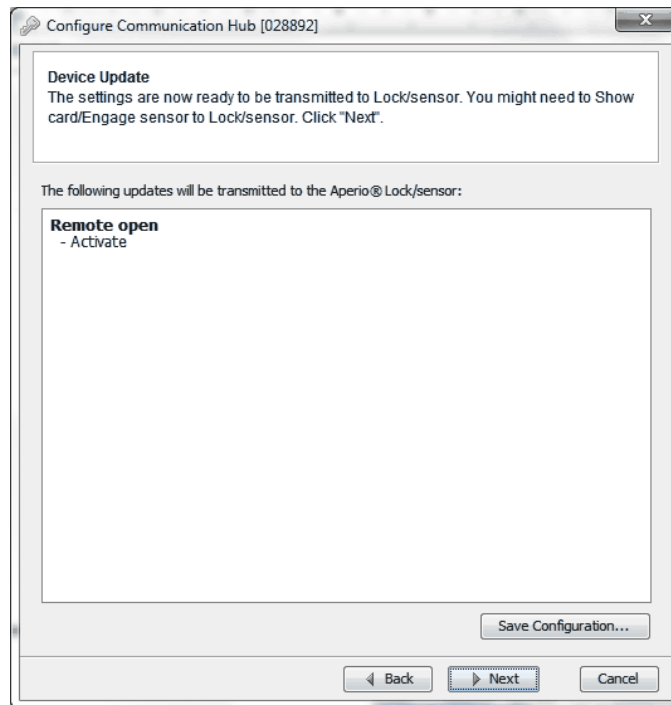 Configure Communication Hub [028892]
Device Update
The settings are now ready to be transmitted to Lock/sensor. You might need to Show
card/Engage sensor to Lock/sensor. Click "Next".
The following updates will be transmitted to the Aperio® Lock/sensor:
Remote open
- Activate
Save Configuration...
Back
Next
Cancel